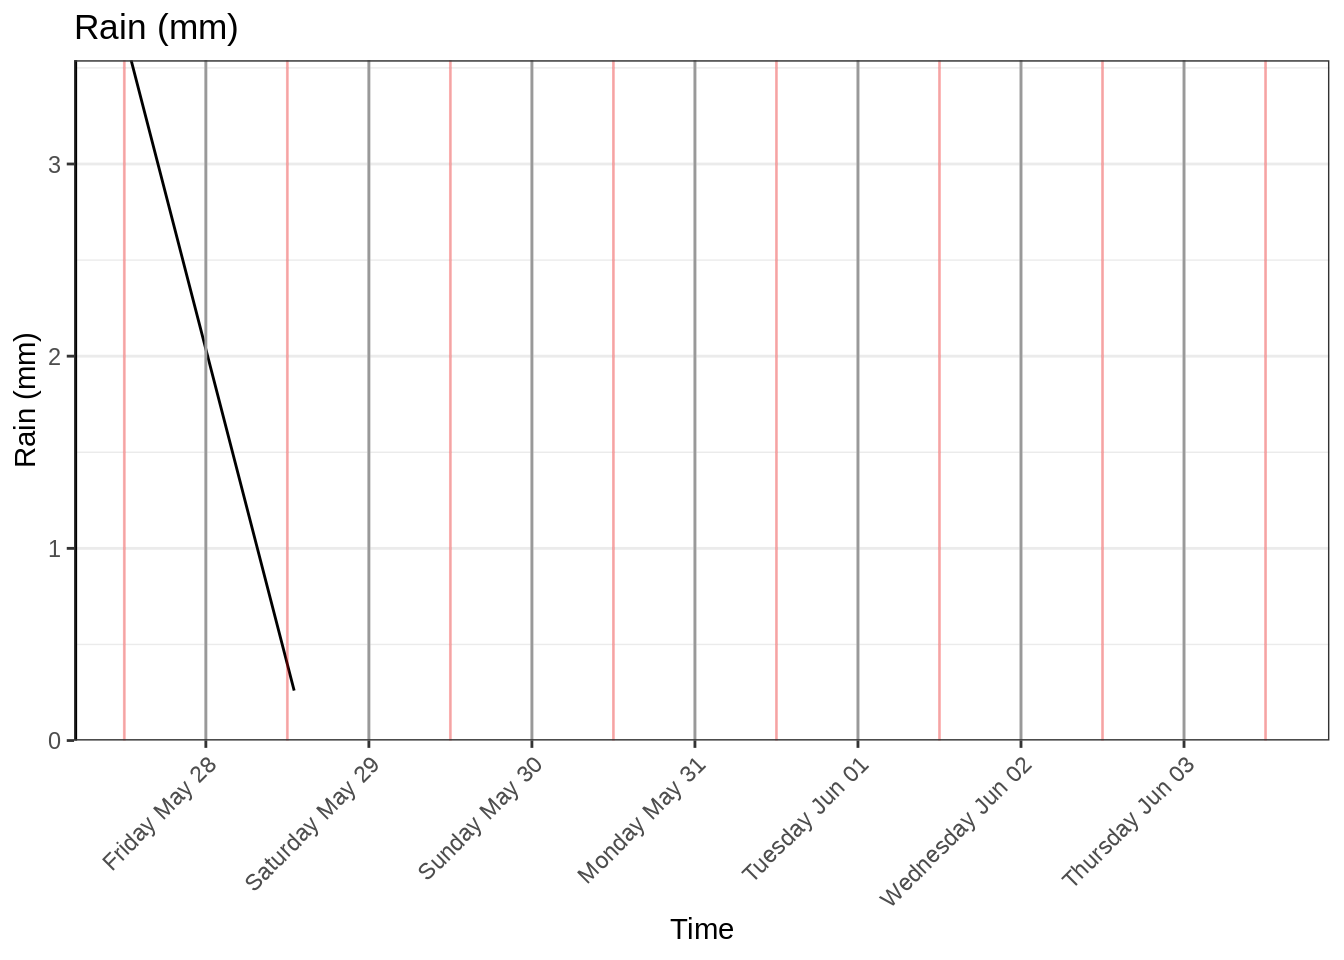 Rain (mm)
Rain (mm)
3
2
1
0
Friday May 28
Saturday May 29
Sunday May 30
Monday May 31
Tuesday Jun 01
Wednesday Jun 02
Thursday Jun 03
Time